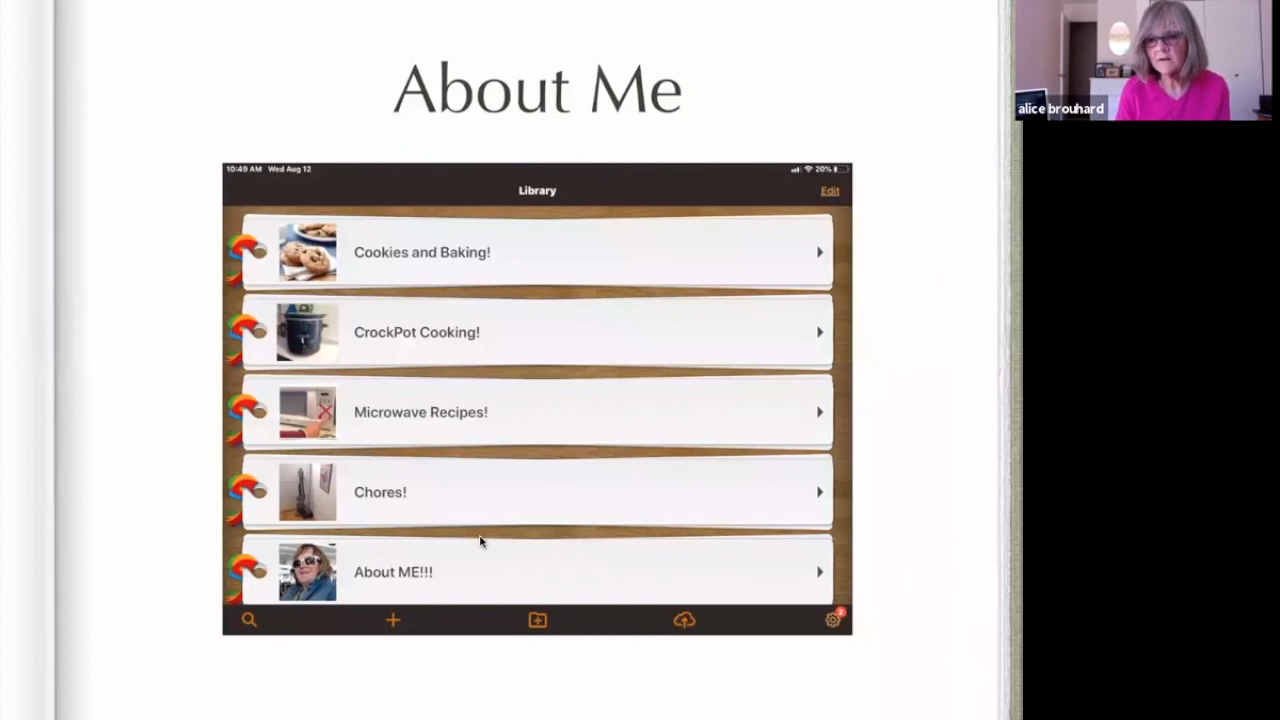 About Me
alice brouhard
10:49 AM Wed Aug 12
20%
Library
Edit
Cookies and Baking!
CrockPot Cooking!
Microwave Recipes!
Chores!
About ME!!!
2